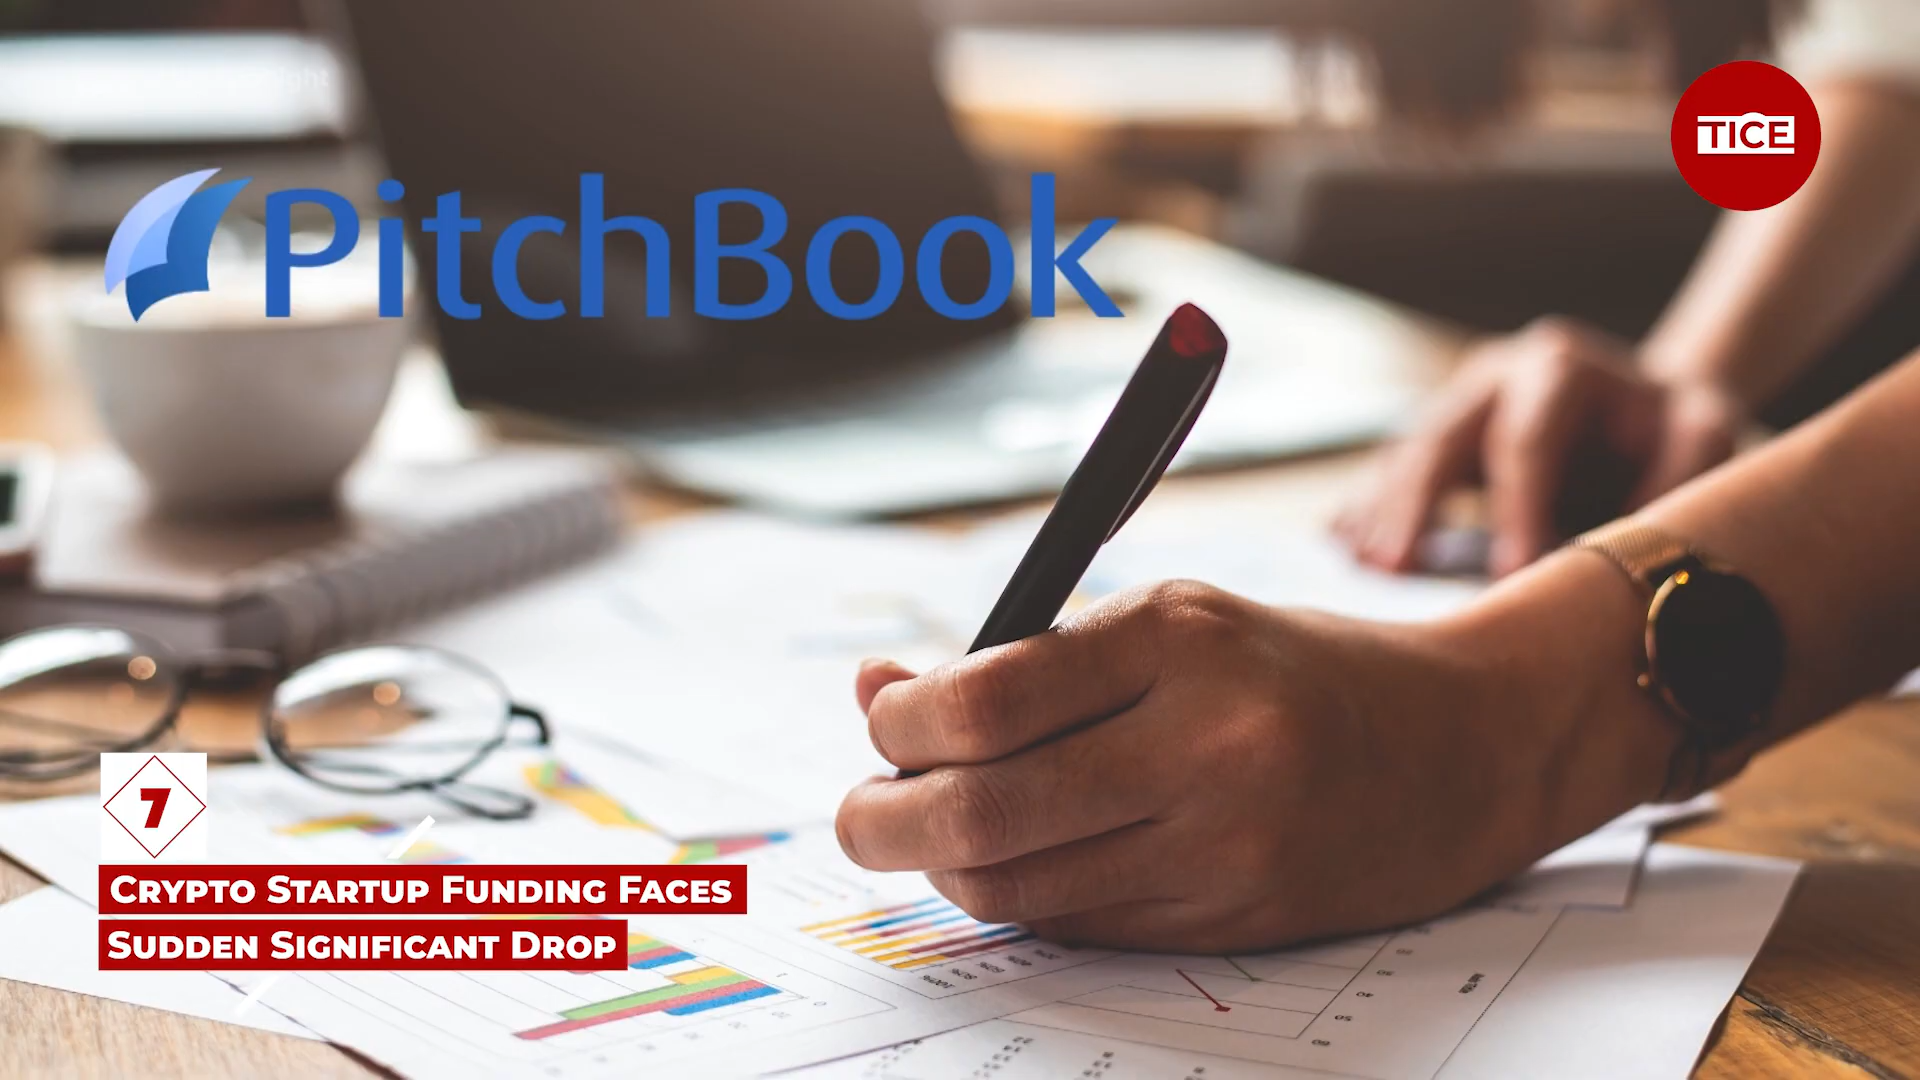 PitchBook
TICE
7
Crypto Startup Funding Faces
Sudden Significant Drop